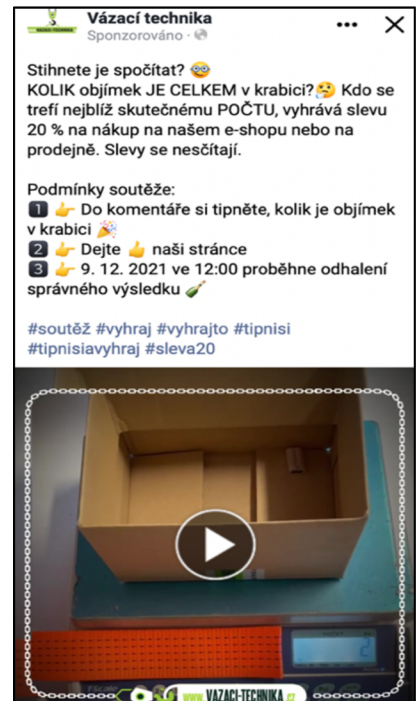 Vázací technika
Sponzorováno ·
Stihnete je spočítat? 🤓
KOLIK objímek JE CELKEM v krabici?🤔 Kdo se
trefí nejblíž skutečnému POČTU, vyhrává slevu
20 % na nákup na našem e-shopu nebo na
prodejně. Slevy se nesčítají.
Podmínky soutěže:
1️⃣ 👉 Do komentáře si tipněte, kolik je objímek
v krabici 🎉
2️⃣ 👉 Dejte 👍 naši stránce
3️⃣ 👉 9. 12. 2021 ve 12:00 proběhne odhalení
správného výsledku 🍾
#soutěž #vyhraj #vyhrajto #tipnisi
#tipnisiavyhraj #sleva20
2
www.VAZACI-TECHNIKA.cz